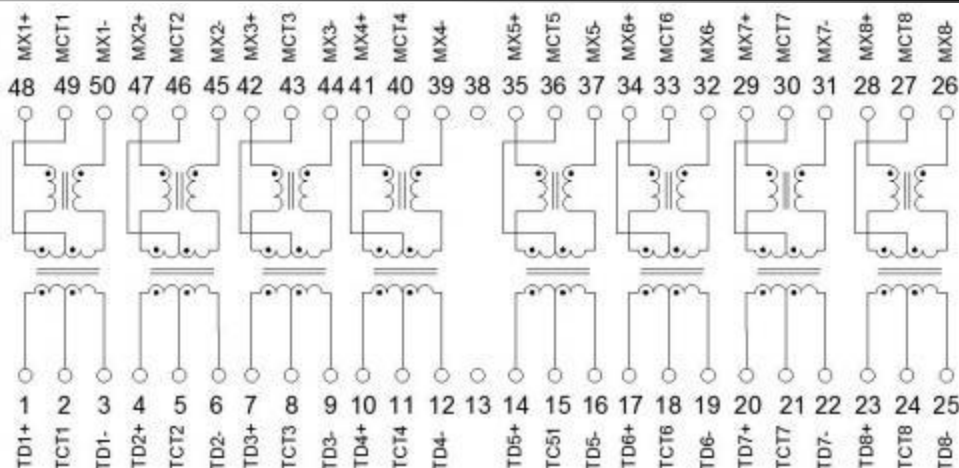 MX1+ MCT1 MX1- MX2+ MCT2 MX2- MX3+ MCT3 MX3- MX4+ MCT4 MX4- MX5+ MCT5 MX5- MX6+ MCT6 MX6- MX7+ MCT7 MX7- MX8+ MCT8 MX8-
48 49 50 47 46 45 42 43 44 41 40 39 38 35 36 37 34 33 32 29 30 31 28 27 26
1 2 3 4 5 6 7 8 9 10 11 12 13 14 15 16 17 18 19 20 21 22 23 24 25
TD1+ TCT1 TD1- TD2+ TCT2 TD2- TD3+ TCT3 TD3- TD4+ TCT4 TD4- TD5+ TC51 TD5- TD6+ TCT6 TD6- TD7+ TCT7 TD7- TD8+ TCT8 TD8-